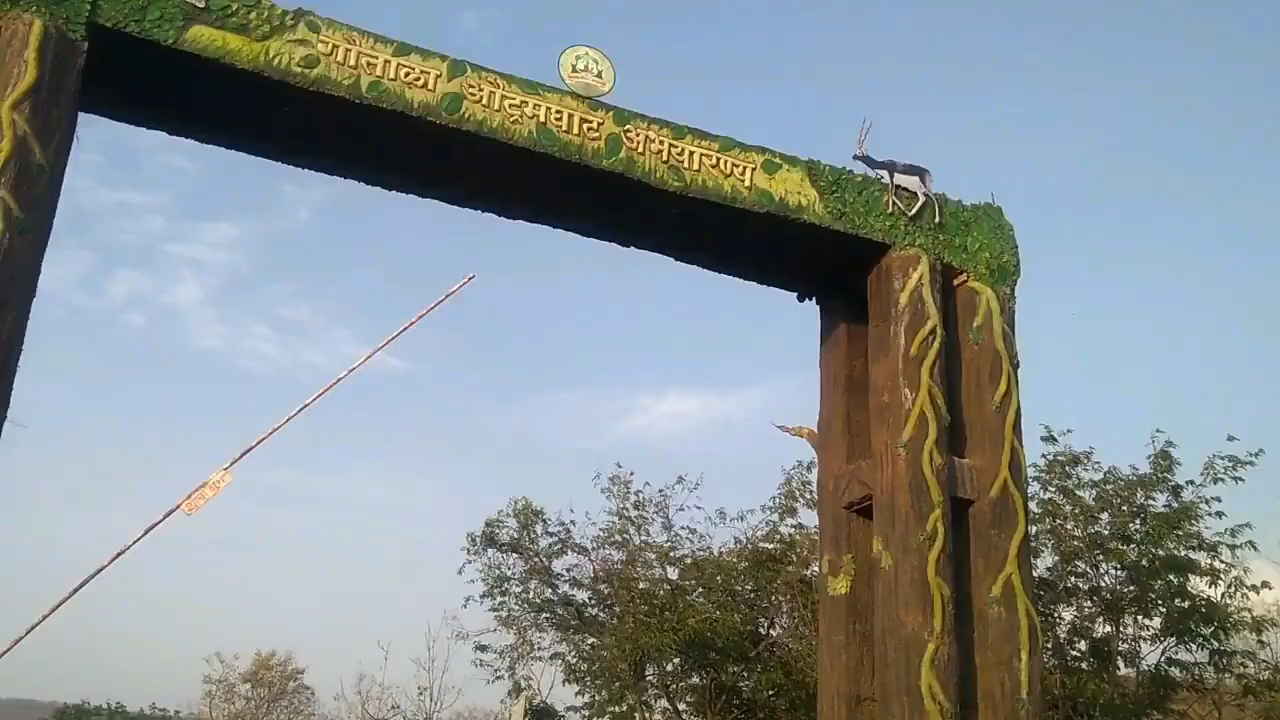 गौताळा औट्रमघाट अभयारण्य